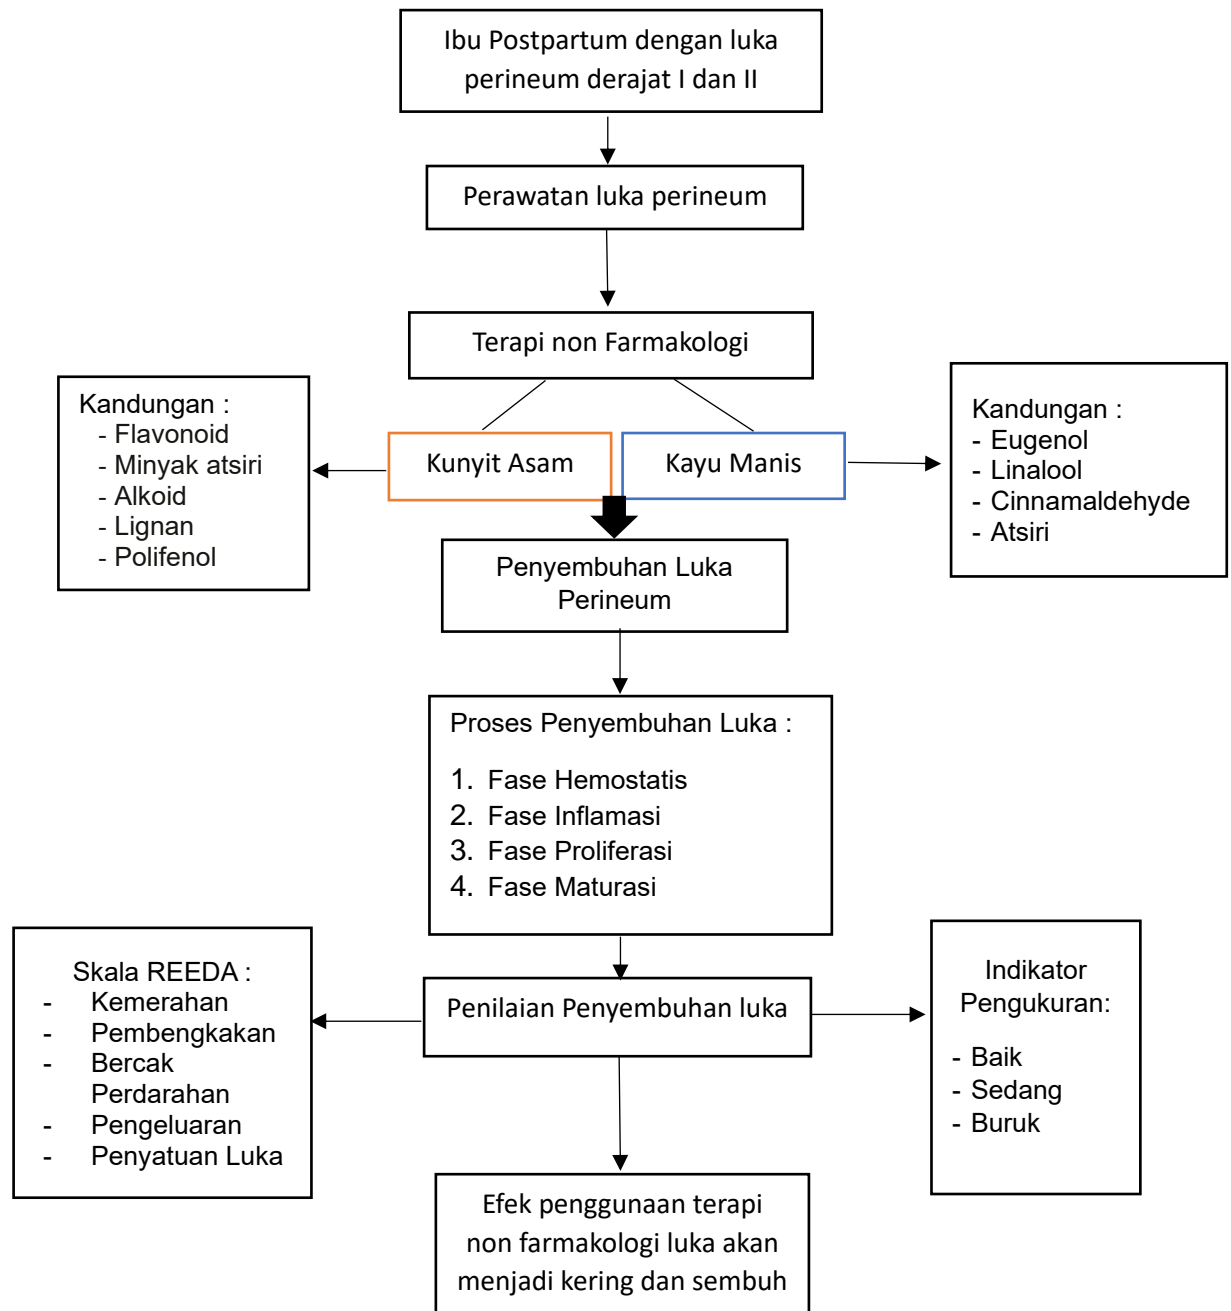 Ibu Postpartum dengan luka
perineum derajat I dan II
Perawatan luka perineum
Terapi non Farmakologi
Kandungan :
- Flavonoid
- Minyak atsiri
- Alkoid
- Lignan
- Polifenol
Kunyit Asam
Kayu Manis
Kandungan :
- Eugenol
- Linalool
- Cinnamaldehyde
- Atsiri
Penyembuhan Luka
Perineum
Proses Penyembuhan Luka :
1. Fase Hemostatis
2. Fase Inflamasi
3. Fase Proliferasi
4. Fase Maturasi
Skala REEDA :
- Kemerahan
- Pembengkakan
- Bercak
Perdarahan
- Pengeluaran
- Penyatuan Luka
Penilaian Penyembuhan luka
Indikator
Pengukuran:
- Baik
- Sedang
- Buruk
Efek penggunaan terapi
non farmakologi luka akan
menjadi kering dan sembuh